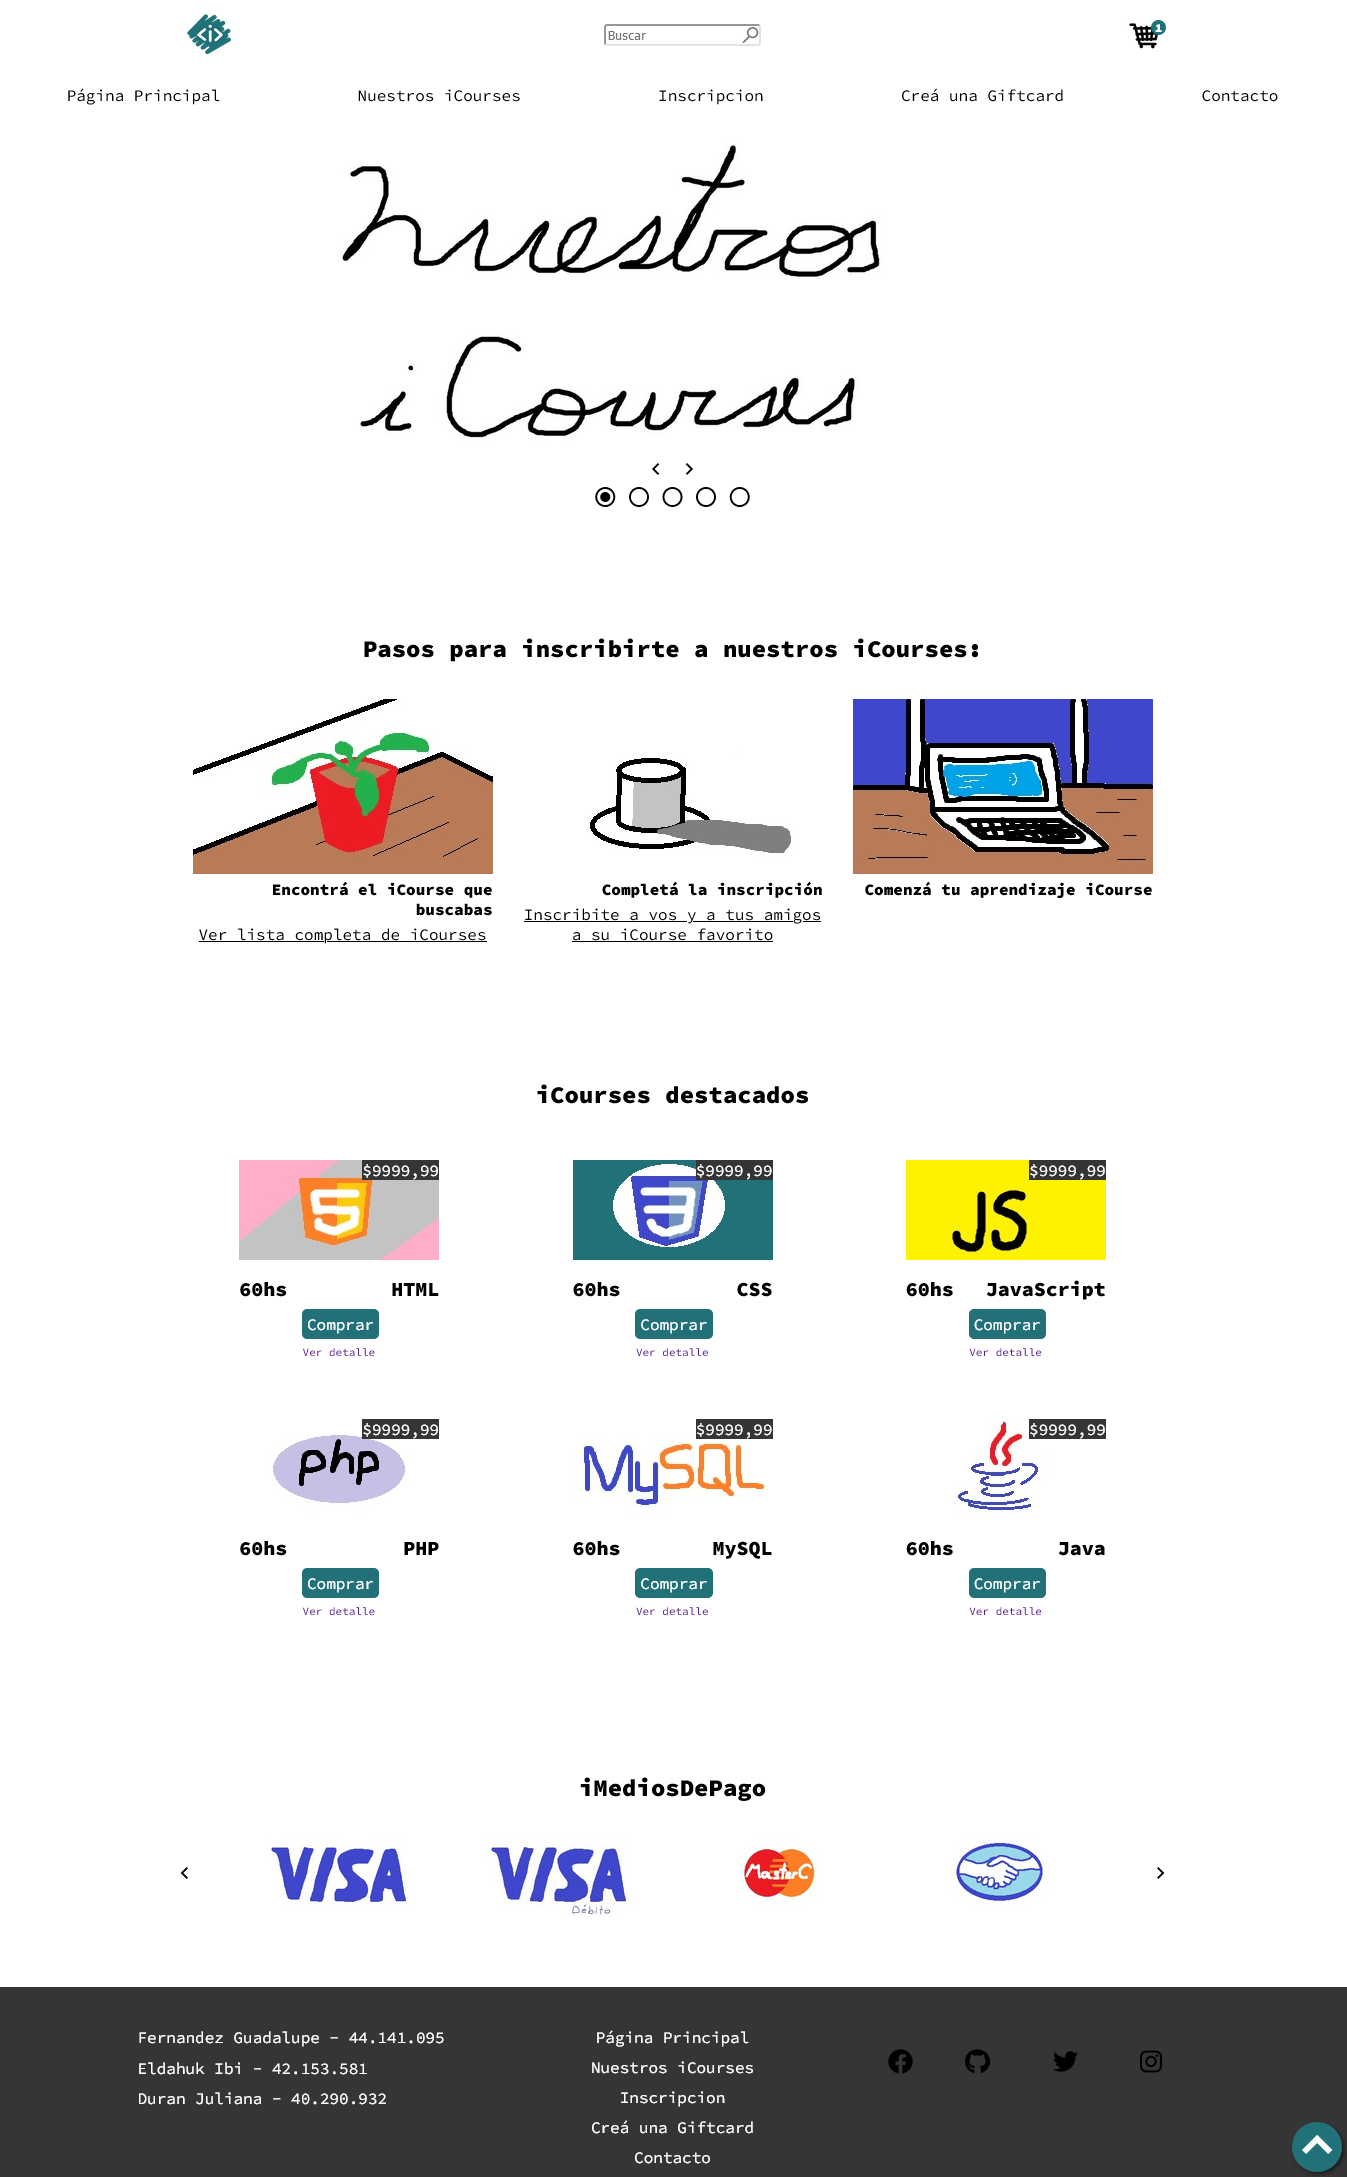 <i>
Buscar
1
Página Principal
Nuestros iCourses
Inscripcion
Creá una Giftcard
Contacto
nuestros
iCourses
Pasos para inscribirte a nuestros iCourses:
Encontrá el iCourse que
buscabas
Ver lista completa de iCourses
Completá la inscripción
Inscribite a vos y a tus amigos
a su iCourse favorito
Comenzá tu aprendizaje iCourse
iCourses destacados
$9999,99
5
60hs HTML
Comprar
Ver detalle
$9999,99
3
60hs CSS
Comprar
Ver detalle
$9999,99
JS
60hs JavaScript
Comprar
Ver detalle
$9999,99
php
60hs PHP
Comprar
Ver detalle
$9999,99
MySQL
60hs MySQL
Comprar
Ver detalle
$9999,99
60hs Java
Comprar
Ver detalle
iMediosDePago
VISA
VISA
Débito
MasterC
Fernandez Guadalupe - 44.141.095
Eldahuk Ibi - 42.153.581
Duran Juliana - 40.290.932
Página Principal
Nuestros iCourses
Inscripcion
Creá una Giftcard
Contacto